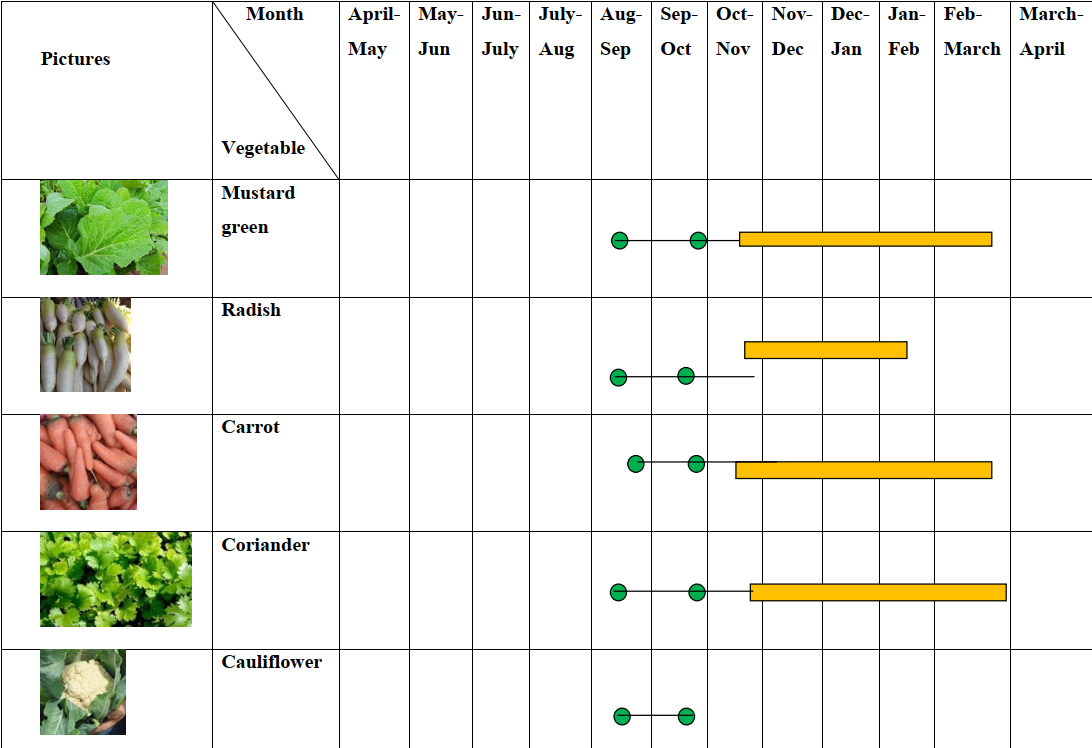 Pictures
Month
Vegetable
April-
May
May-
Jun
Jun-
July
July-
Aug
Aug-
Sep
Sep-
Oct
Oct-
Nov
Nov-
Dec
Dec-
Jan
Jan-
Feb
Feb-
March
March-
April
Mustard
green
Radish
Carrot
Coriander
Cauliflower